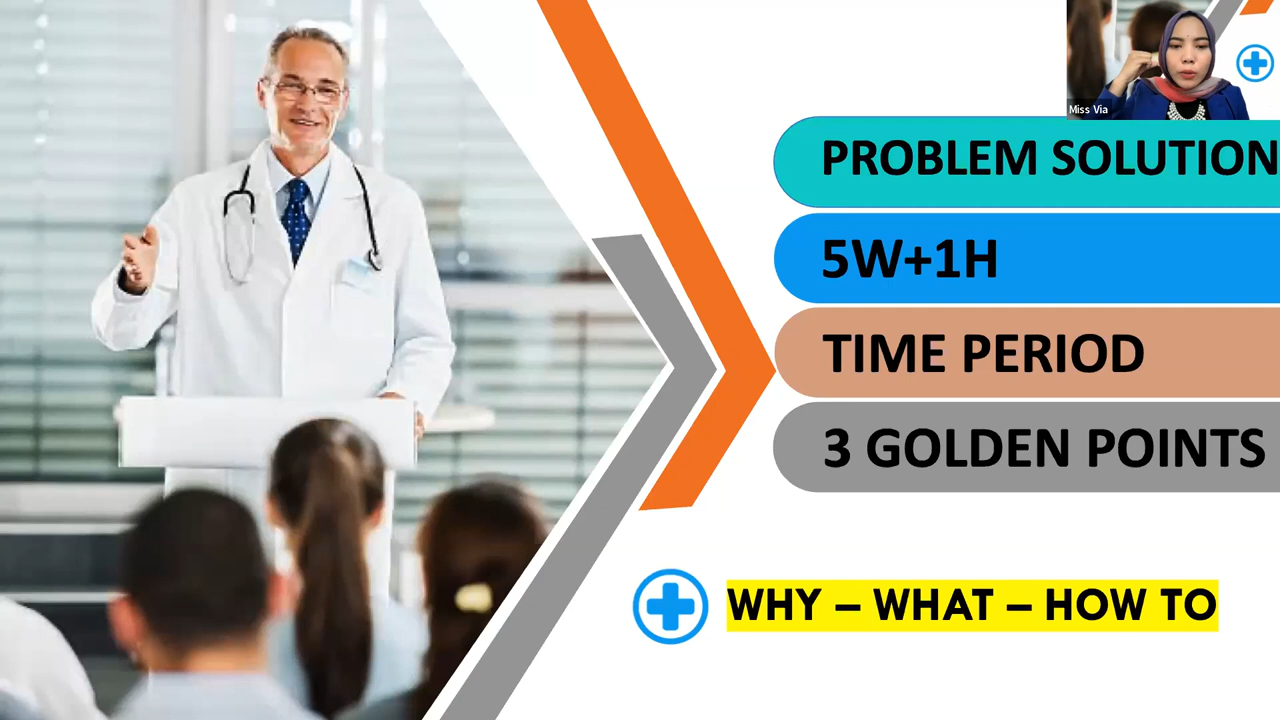 Miss Via
PROBLEM SOLUTION
5W+1H
TIME PERIOD
3 GOLDEN POINTS
WHY – WHAT – HOW TO